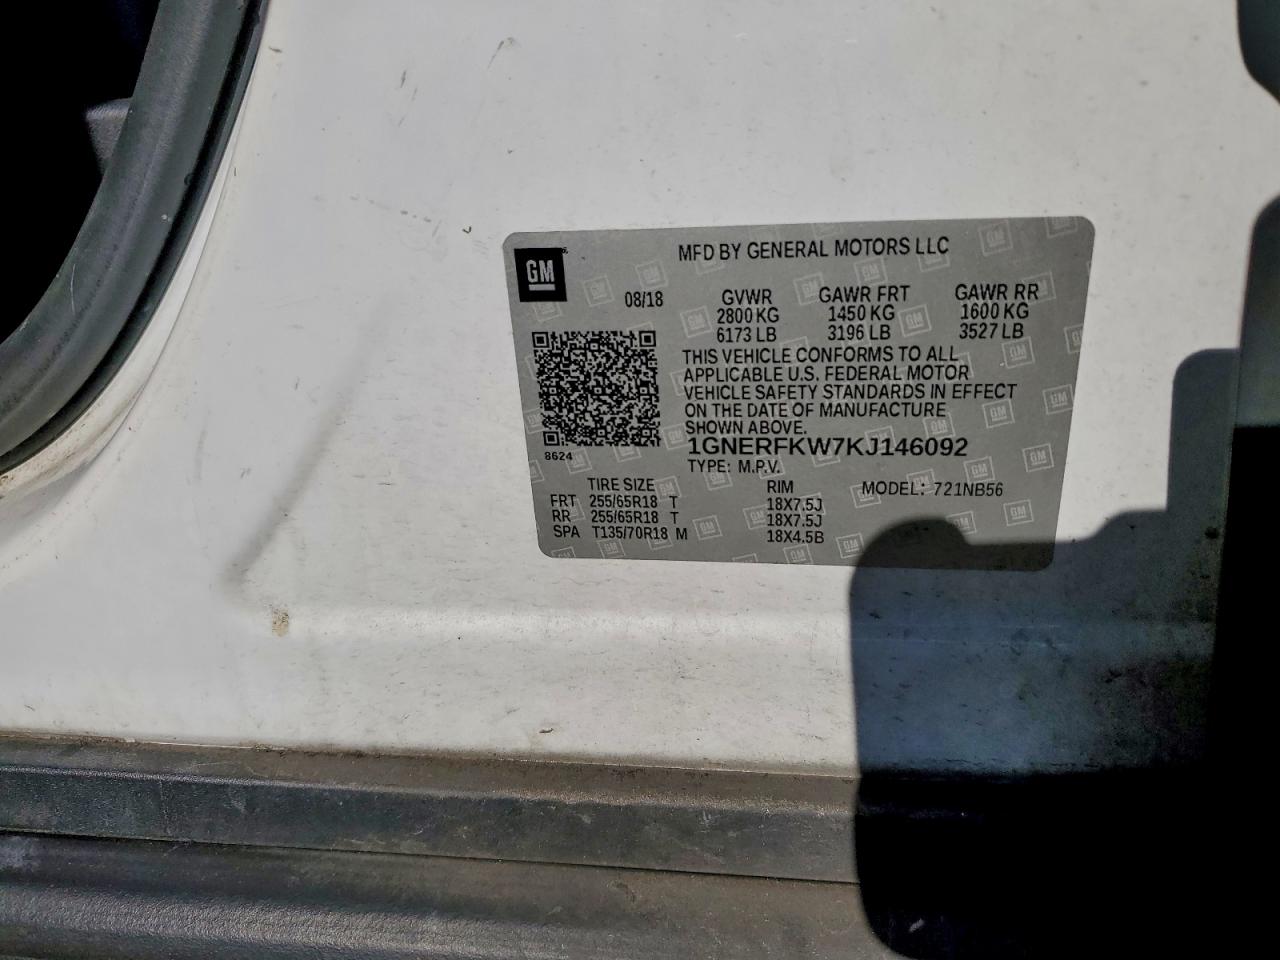 GM
MFD BY GENERAL MOTORS LLC
08/18 GVWR GAWR FRT GAWR RR
2800 KG 1450 KG 1600 KG
6173 LB 3196 LB 3527 LB
THIS VEHICLE CONFORMS TO ALL
APPLICABLE U.S. FEDERAL MOTOR
VEHICLE SAFETY STANDARDS IN EFFECT
ON THE DATE OF MANUFACTURE
SHOWN ABOVE.
8624 1GNERFKW7KJ146092
TYPE: M.P.V.
TIRE SIZE RIM MODEL: 721NB56
FRT 255/65R18 T 18X7.5J
RR 255/65R18 T 18X7.5J
SPA T135/70R18 M 18X4.5B